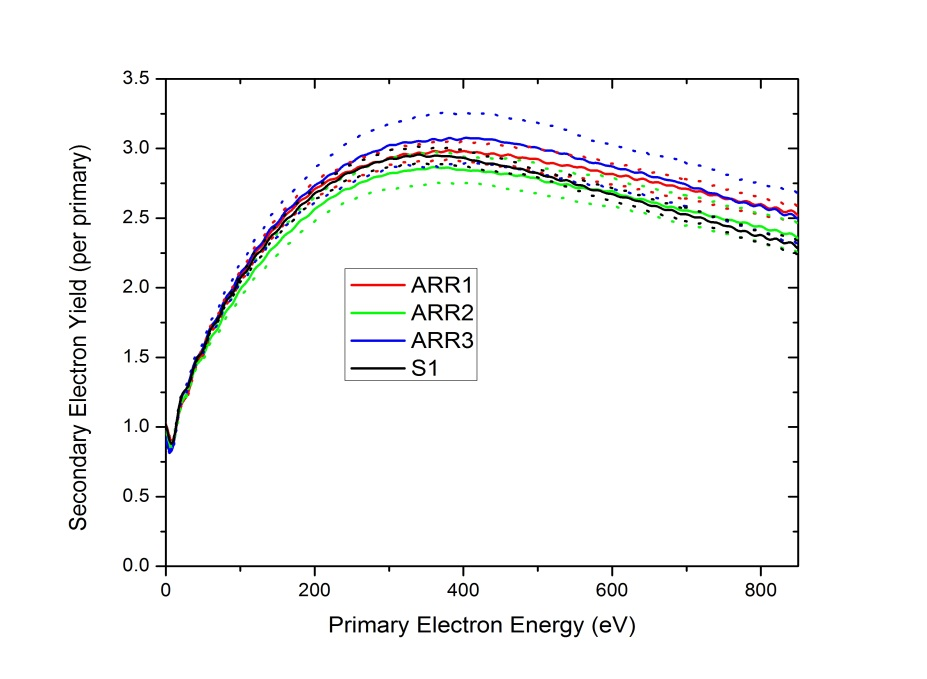 3.5
3.0
2.5
2.0
1.5
1.0
0.5
0.0
Secondary Electron Yield (per primary)
ARR1
ARR2
ARR3
S1
0 200 400 600 800
Primary Electron Energy (eV)